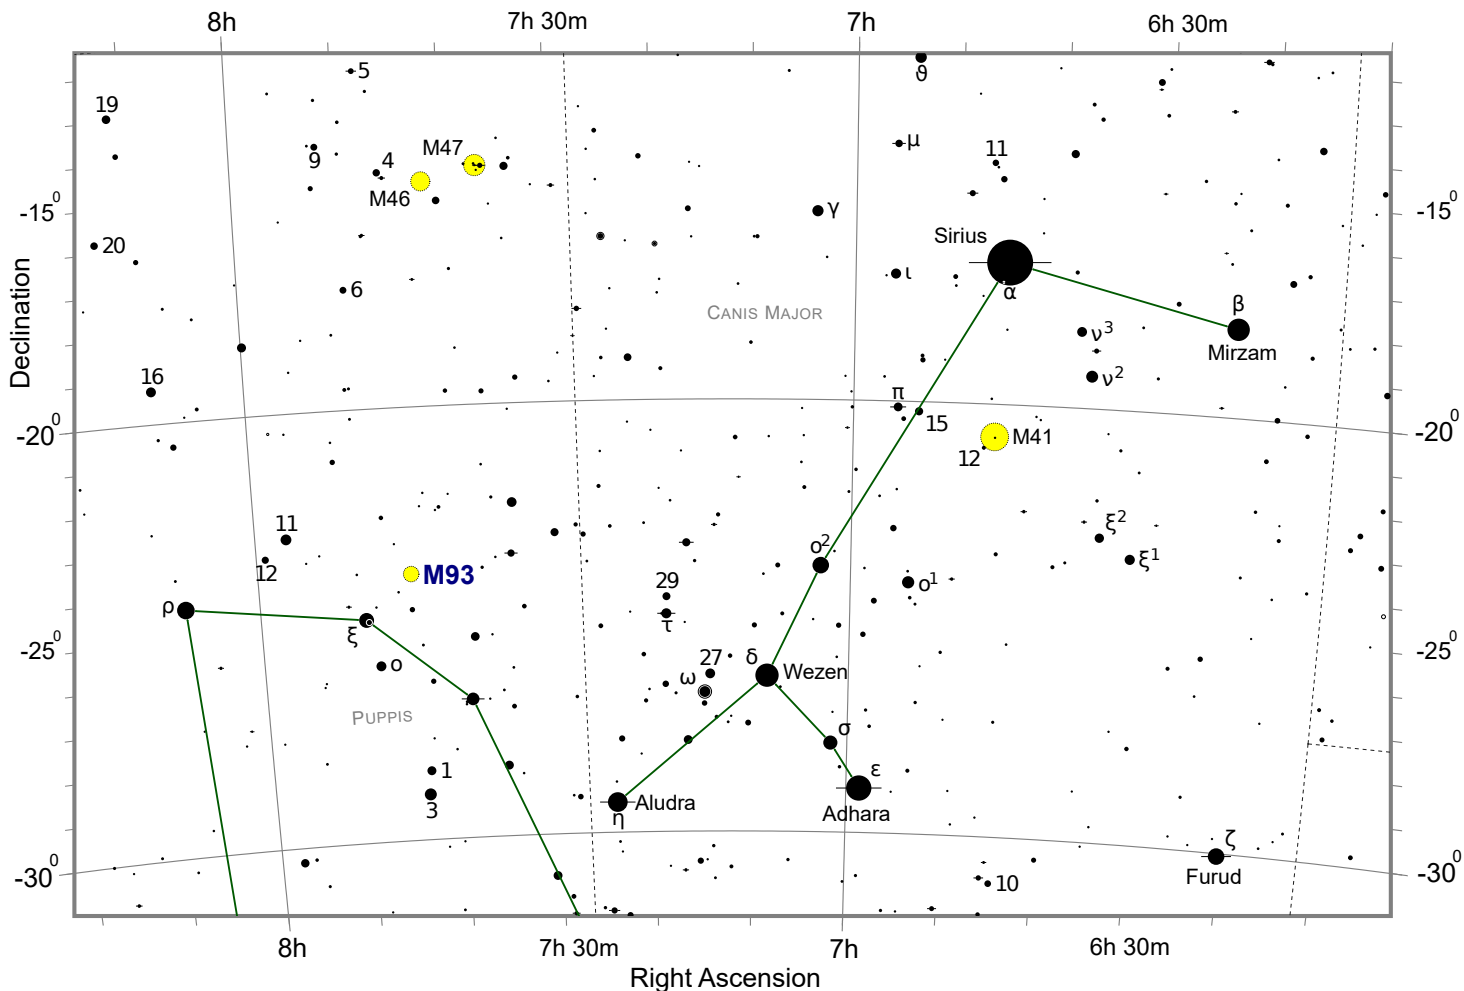 8h 7h 30m 7h 6h 30m
5 ϑ
19
M47 μ
9 4 11
M46
-15⁰ γ -15⁰
Sirius
20
ι
6 α β
CANIS MAJOR
ν³ Mirzam
ν²
16 π
15
-20⁰ M41 -20⁰
12
11 ξ²
ο² ξ¹
12 M93 29 ο¹
ρ τ
ξ
-25⁰ ο 27 δ Wezen -25⁰
ω
PUPPIS
σ
1 ε
3 Aludra Adhara
η ζ
-30⁰ 10 Furud -30⁰
8h 7h 30m 7h 6h 30m
Right Ascension
Declination